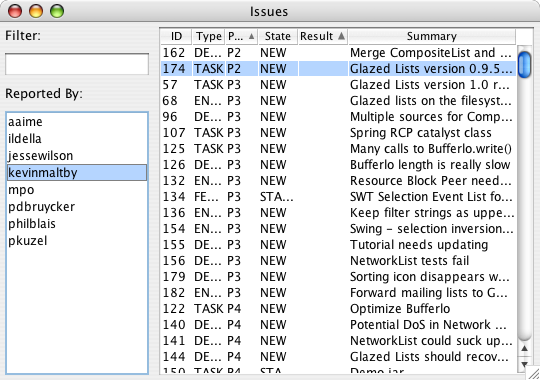 Issues
Filter:
Reported By:
aaime
ildella
jessewilson
kevinmaltby
mpo
pdbruycker
philblais
pkuzel
ID Type P... State Result Summary
162 DE... P2 NEW Merge CompositeList and ...
174 TASK P2 NEW Glazed Lists version 0.9.5...
57 TASK P3 NEW Glazed Lists version 1.0 r...
68 EN... P3 NEW Glazed lists on the filesyst...
96 DE... P3 NEW Multiple sources for Comp...
107 TASK P3 NEW Spring RCP catalyst class
125 TASK P3 NEW Many calls to Bufferlo.write()
126 DE... P3 NEW Bufferlo length is really slow
132 EN... P3 NEW Resource Block Peer need...
134 FE... P3 STA... SWT Selection Event List fo...
136 EN... P3 NEW Keep filter strings as uppe...
154 EN... P3 NEW Swing - selection inversion...
155 DE... P3 NEW Tutorial needs updating
156 DE... P3 NEW NetworkList tests fail
179 DE... P3 NEW Sorting icon disappears w...
182 EN... P3 NEW Forward mailing lists to G...
122 TASK P4 NEW Optimize Bufferlo
140 DE... P4 NEW Potential DoS in Network ...
141 DE... P4 NEW NetworkList could suck up...
144 DE... P4 NEW Glazed Lists should recov...
150 TASK P4 STA... Demo jar